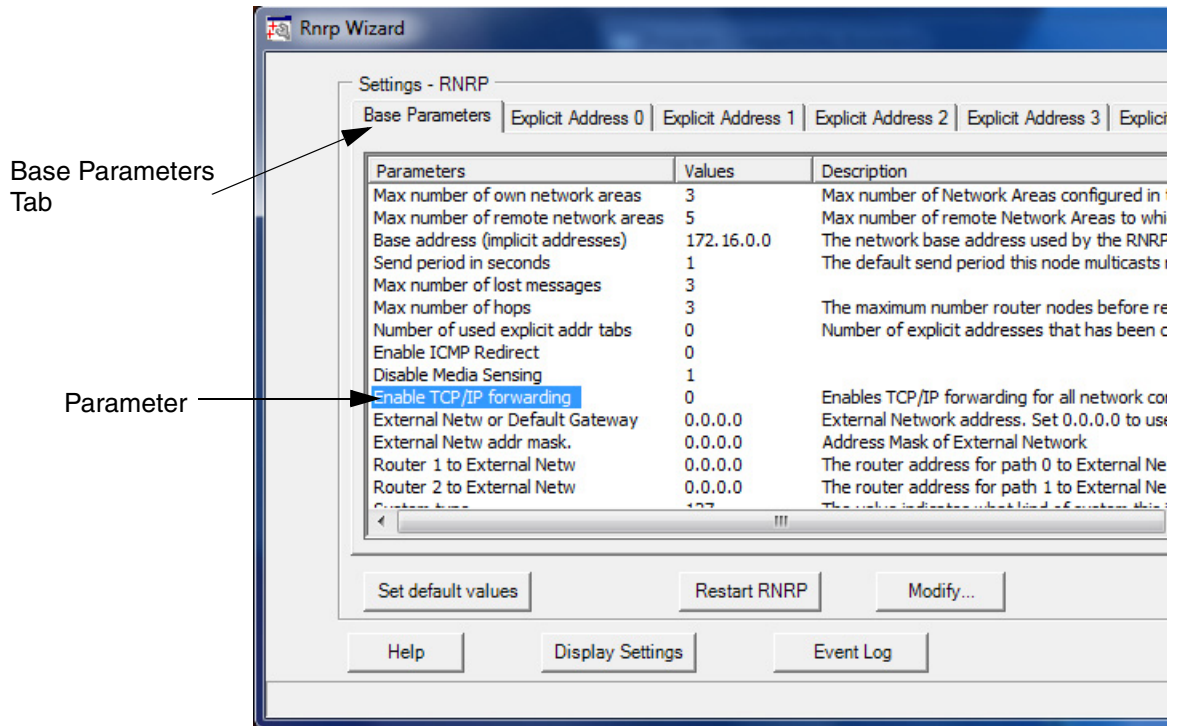 Rnrp Wizard
Settings - RNRP
Base Parameters Explicit Address 0 Explicit Address 1 Explicit Address 2 Explicit Address 3
Base Parameters
Tab
Parameters Values Description
Max number of own network areas 3 Max number of Network Areas configured in
Max number of remote network areas 5 Max number of remote Network Areas to
Base address (implicit addresses) 172.16.0.0 The network base address used by the RNRP
Send period in seconds 1 The default send period this node multicasts
Max number of lost messages 3
Max number of hops 3 The maximum number router nodes before
Number of used explicit addr tabs 0 Number of explicit addresses that has been
Enable ICMP Redirect 0
Disable Media Sensing 1
Parameter
Enable TCP/IP forwarding 0 Enables TCP/IP forwarding for all network
External Netw or Default Gateway 0.0.0.0 External Network address. Set 0.0.0.0 to
External Netw addr mask. 0.0.0.0 Address Mask of External Network
Router 1 to External Netw 0.0.0.0 The router address for path 0 to External
Router 2 to External Netw 0.0.0.0 The router address for path 1 to External
Set default values Restart RNRP Modify...
Help Display Settings Event Log